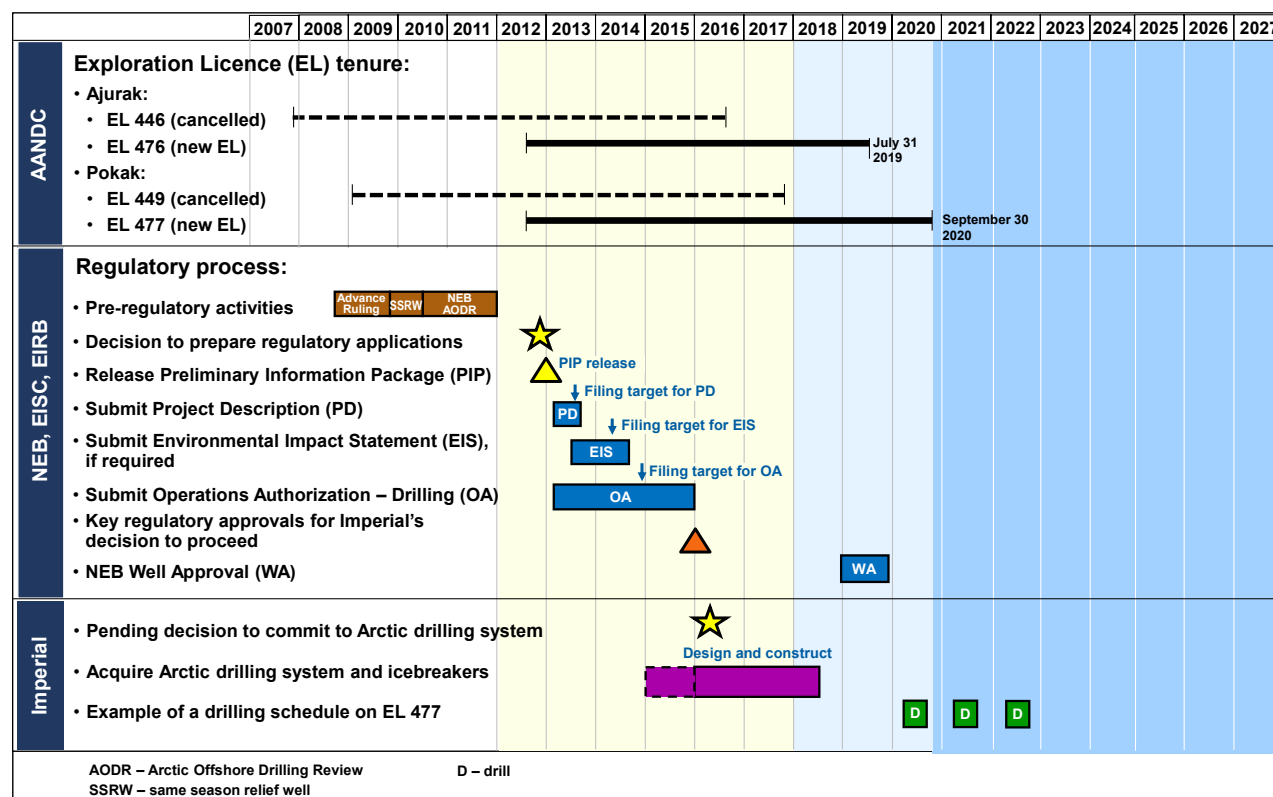 2007 2008 2009 2010 2011 2012 2013 2014 2015 2016 2017 2018 2019 2020 2021 2022 2023 2024 2025 2026 2027
AANDC
Exploration Licence (EL) tenure:
• Ajurak:
• EL 446 (cancelled)
• EL 476 (new EL)
July 31
2019
• Pokak:
• EL 449 (cancelled)
• EL 477 (new EL)
September 30
2020
NEB, EISC, EIRB
Regulatory process:
• Pre-regulatory activities
Advance
Ruling
SSRW
NEB
AODR
• Decision to prepare regulatory applications
• Release Preliminary Information Package (PIP)
PIP release
Filing target for PD
• Submit Project Description (PD)
PD
Filing target for EIS
• Submit Environmental Impact Statement (EIS),
if required
EIS
Filing target for OA
• Submit Operations Authorization – Drilling (OA)
OA
• Key regulatory approvals for Imperial's
decision to proceed
• NEB Well Approval (WA)
WA
Imperial
• Pending decision to commit to Arctic drilling system
Design and construct
• Acquire Arctic drilling system and icebreakers
• Example of a drilling schedule on EL 477
D D D
AODR – Arctic Offshore Drilling Review
D – drill
SSRW – same season relief well